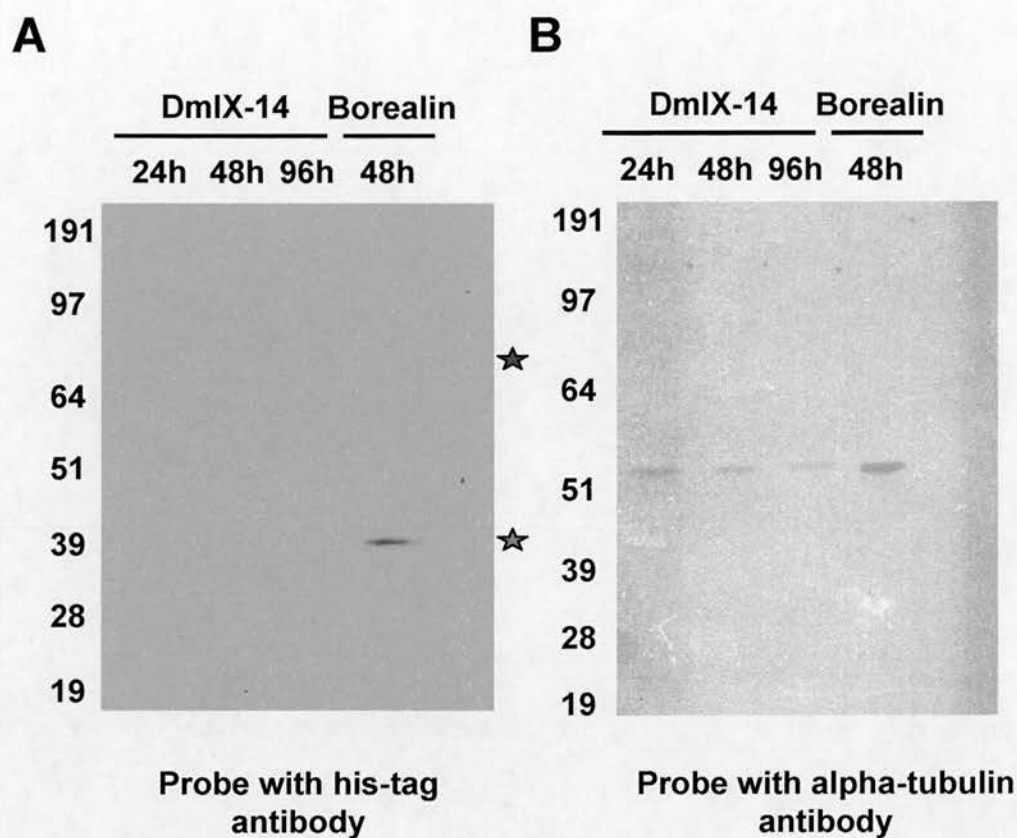 A
DmIX-14 Borealin
24h 48h 96h 48h
191
97
64
51
39
28
19
Probe with his-tag
antibody
B
DmIX-14 Borealin
24h 48h 96h 48h
191
97
64
51
39
28
19
Probe with alpha-tubulin
antibody